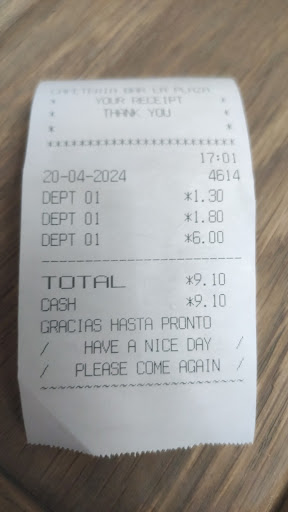 CAFETERIA BAR LA PLAZA
* YOUR RECEIPT *
* THANK YOU *
* *
**************************
17:01
20-04-2024 4614
DEPT 01 *1.30
DEPT 01 *1.80
DEPT 01 *6.00
--------------------------
TOTAL *9.10
CASH *9.10
GRACIAS HASTA PRONTO
/ HAVE A NICE DAY /
/ PLEASE COME AGAIN /
~~~~~~~~~~~~~~~~~~~~~~~~~~